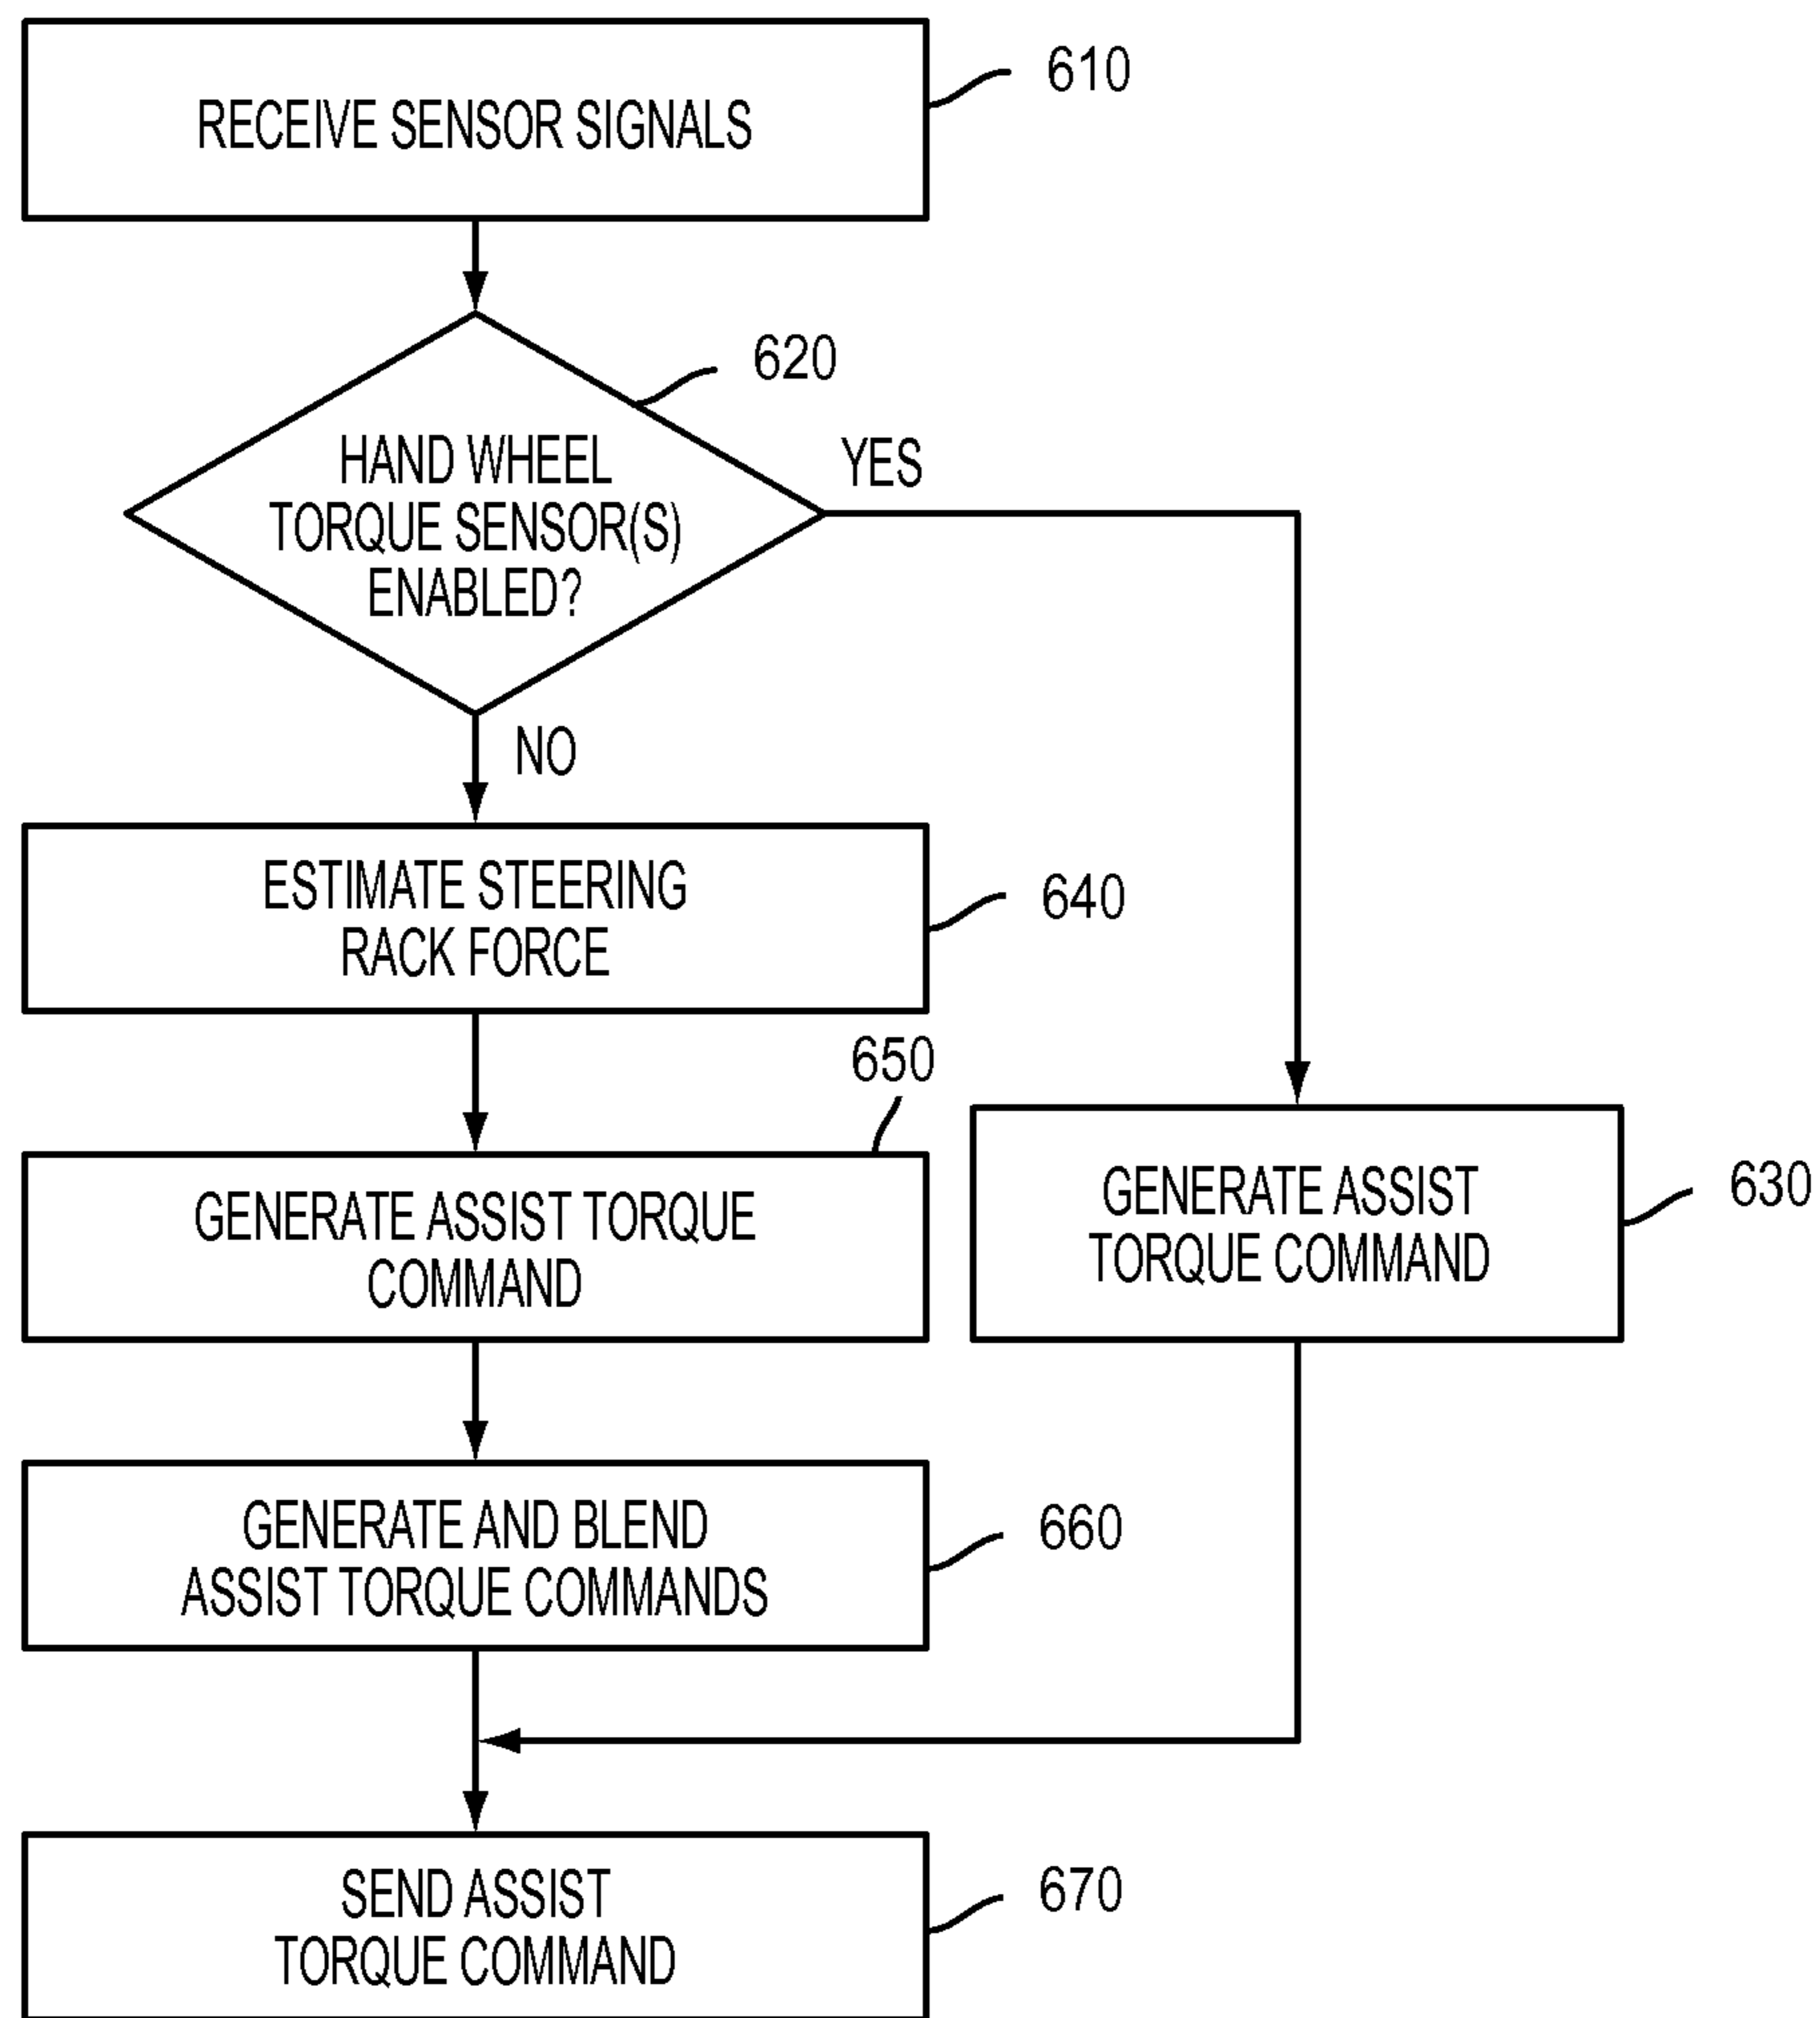 RECEIVE SENSOR SIGNALS
610
620
HAND WHEEL
TORQUE SENSOR(S)
ENABLED?
YES
NO
ESTIMATE STEERING
RACK FORCE
640
650
GENERATE ASSIST TORQUE
COMMAND
GENERATE ASSIST
TORQUE COMMAND
630
GENERATE AND BLEND
ASSIST TORQUE COMMANDS
660
SEND ASSIST
TORQUE COMMAND
670